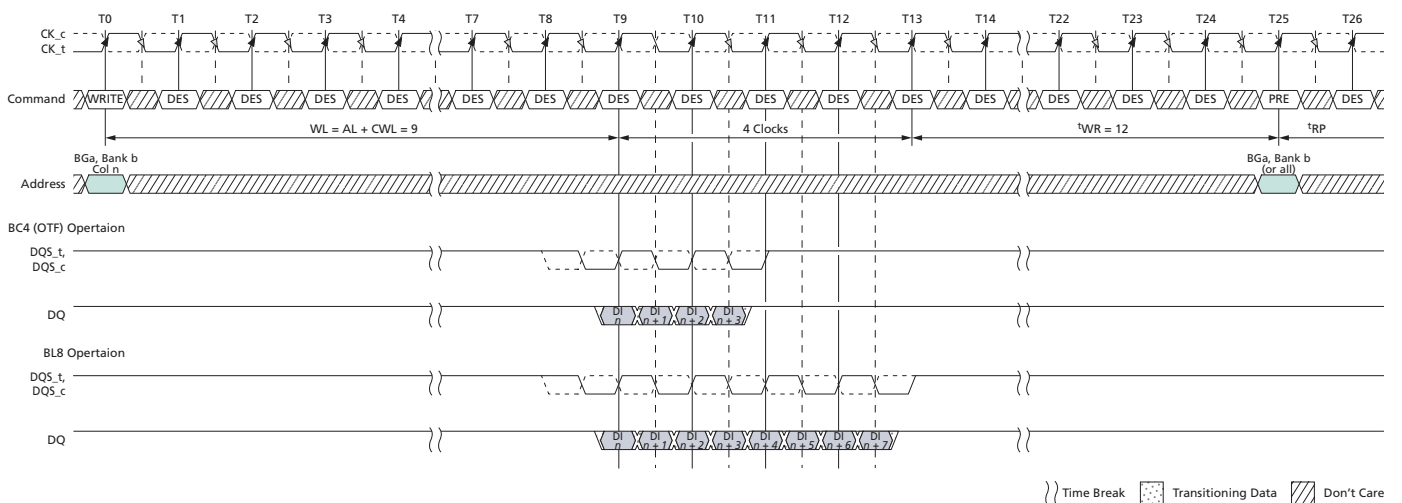 T0 T1 T2 T3 T4 T7 T8 T9 T10 T11 T12 T13 T14 T22 T23 T24 T25 T26
CK_c
CK_t
Command WRITE DES DES DES DES DES DES DES DES DES DES DES DES DES DES DES PRE DES
WL = AL + CWL = 9 4 Clocks tWR = 12 tRP
BGa, Bank b
Col n
BGa, Bank b
(or all)
Address
BC4 (OTF) Opertaion
DQS_t,
DQS_c
DQ DI n DI n + 1 DI n + 2 DI n + 3
BL8 Opertaion
DQS_t,
DQS_c
DQ DI n DI n + 1 DI n + 2 DI n + 3 DI n + 4 DI n + 5 DI n + 6 DI n + 7
Time Break Transitioning Data Don't Care